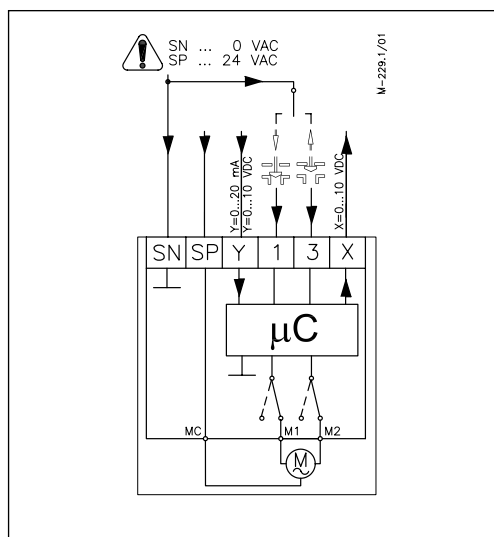 SN ... 0 VAC
SP ... 24 VAC
M-229.1/01
Y=0...20 mA
Y=0...10 VDC
X=0...10 VDC
SN SP Y 1 3 X
µC
MC M1 M2
M